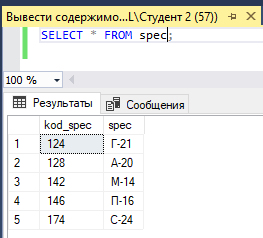 Вывести содержимо...L\Студент 2 (57))
SELECT * FROM spec;
100 %
Результаты Сообщения
kod_spec spec
1 124 Г-21
2 128 А-20
3 142 М-14
4 146 П-16
5 174 С-24